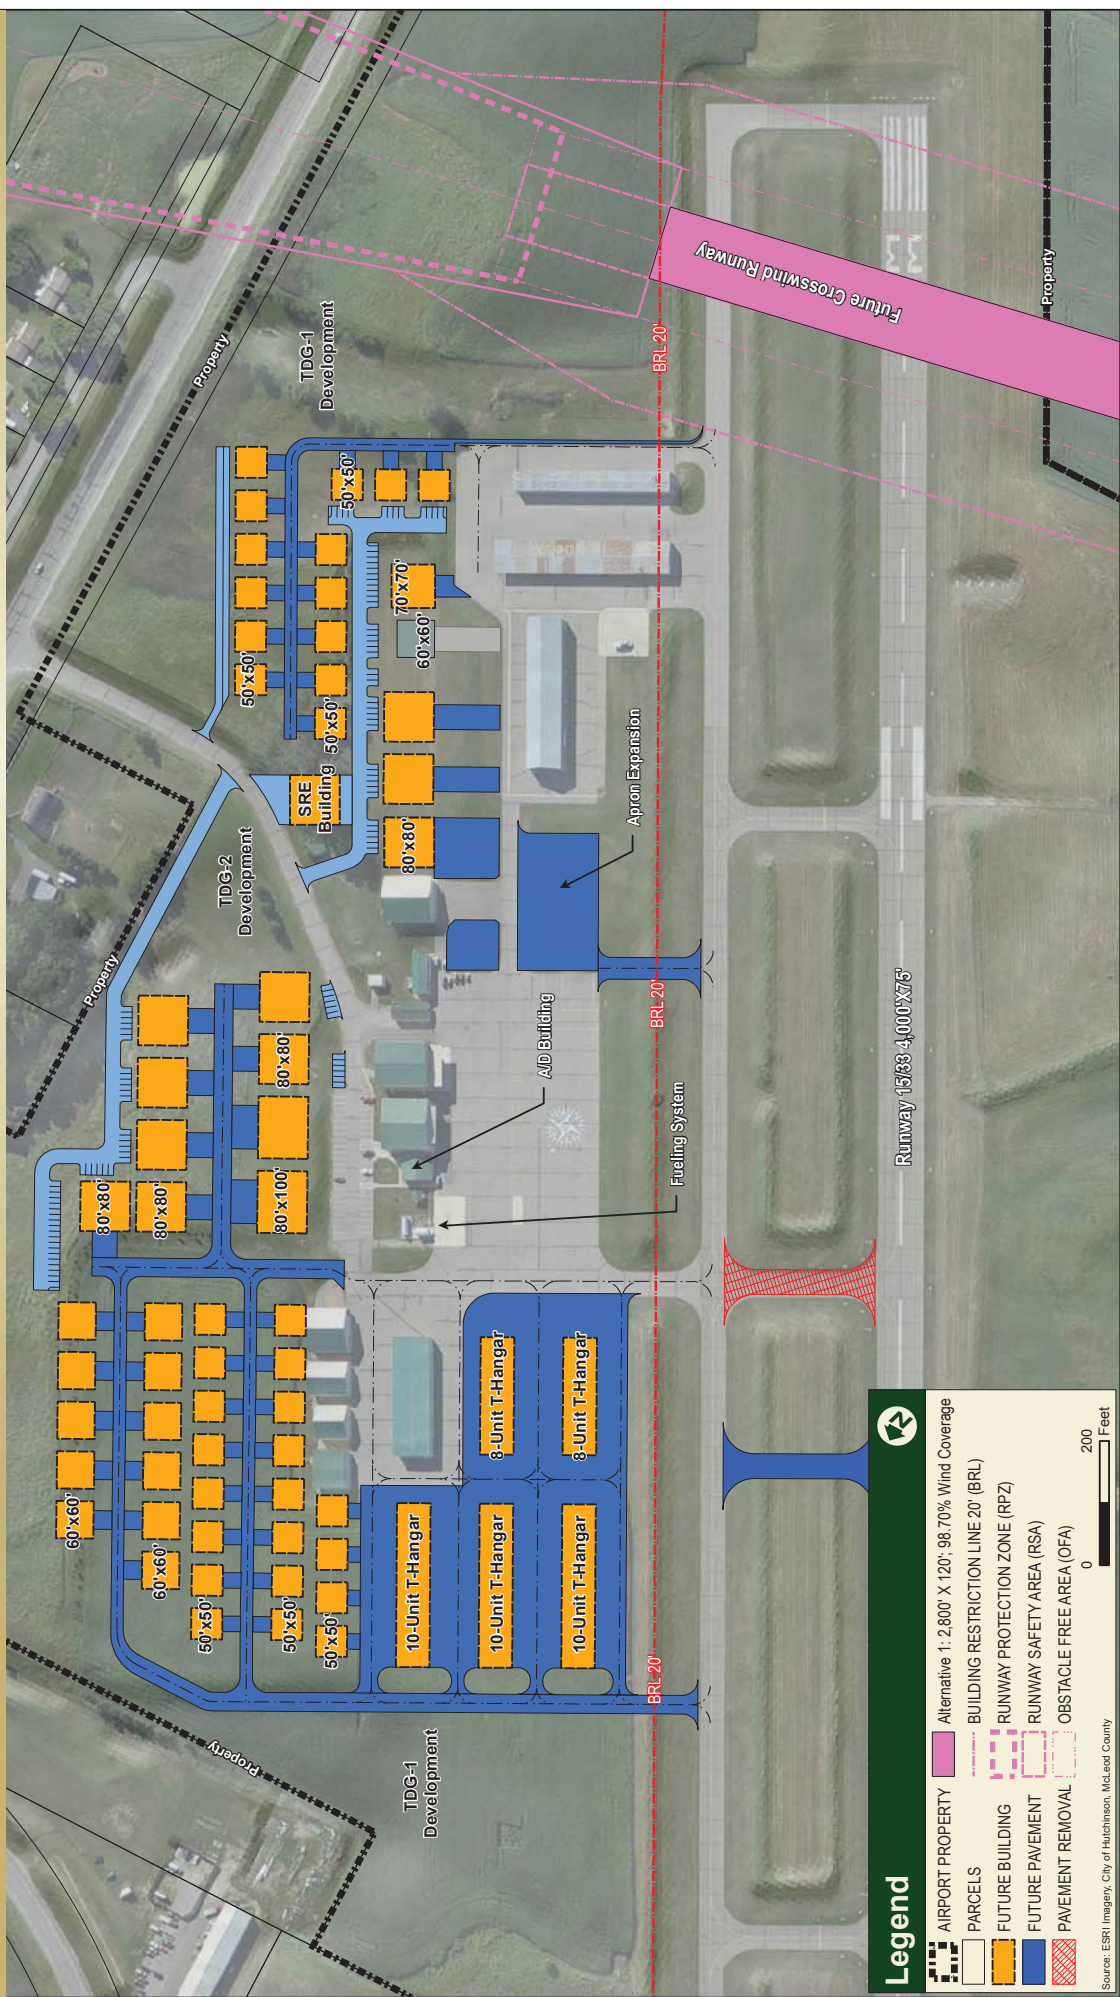 Property
Property
Property
Property
TDG-1
Development
TDG-2
Development
TDG-1
Development
Future Crosswind Runway
BRL 20'
BRL 20'
BRL 20'
50'x50'
50'x50'
50'x50'
70'x70'
60'x60'
SRE
Building
80'x80'
Apron Expansion
A/D Building
Fueling System
80'x80'
80'x100'
80'x80'
80'x80'
60'x60'
60'x60'
50'x50'
50'x50'
50'x50'
8-Unit T-Hangar
8-Unit T-Hangar
10-Unit T-Hangar
10-Unit T-Hangar
10-Unit T-Hangar
Runway 15/33 4,000'X75'
33
Legend
AIRPORT PROPERTY
PARCELS
FUTURE BUILDING
FUTURE PAVEMENT
PAVEMENT REMOVAL
Alternative 1: 2,800' X 120'; 98.70% Wind Coverage
BUILDING RESTRICTION LINE 20' (BRL)
RUNWAY PROTECTION ZONE (RPZ)
RUNWAY SAFETY AREA (RSA)
OBSTACLE FREE AREA (OFA)
Z
0 200
Feet
Source: ESRI Imagery, City of Hutchinson, McLeod County